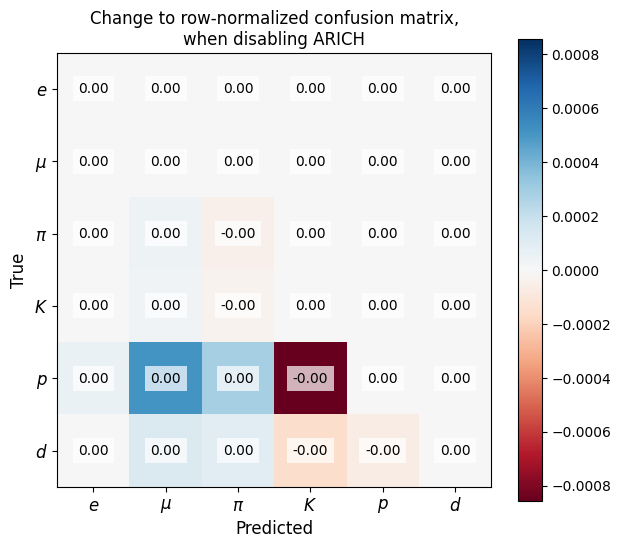 Change to row-normalized confusion matrix,
when disabling ARICH
e 0.00 0.00 0.00 0.00 0.00 0.00
μ 0.00 0.00 0.00 0.00 0.00 0.00
π 0.00 0.00 -0.00 0.00 0.00 0.00
K 0.00 0.00 -0.00 0.00 0.00 0.00
p 0.00 0.00 0.00 -0.00 0.00 0.00
d 0.00 0.00 0.00 -0.00 -0.00 0.00
True
e μ π K p d
Predicted
0.0008
0.0006
0.0004
0.0002
0.0000
−0.0002
−0.0004
−0.0006
−0.0008